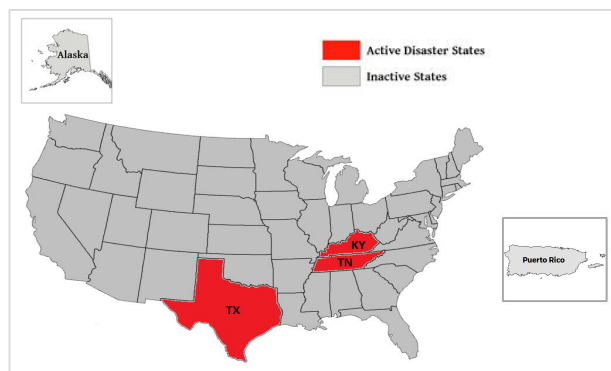 Alaska
Active Disaster States
Inactive States
KY
TN
Puerto Rico
TX